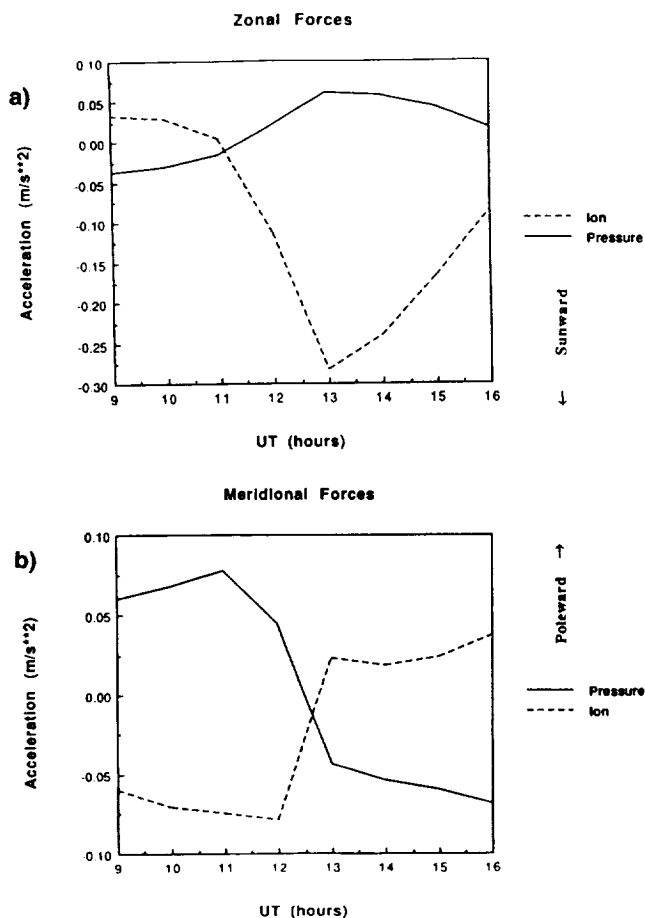 Zonal Forces
a)
0.10
0.05
0.00
-0.05
-0.10
-0.15
-0.20
-0.25
-0.30
Acceleration (m/s**2)
9 10 11 12 13 14 15 16
UT (hours)
Ion
Pressure
← Sunward
Meridional Forces
b)
0.10
0.05
0.00
-0.05
-0.10
Acceleration (m/s**2)
9 10 11 12 13 14 15 16
UT (hours)
Poleward →
Pressure
Ion